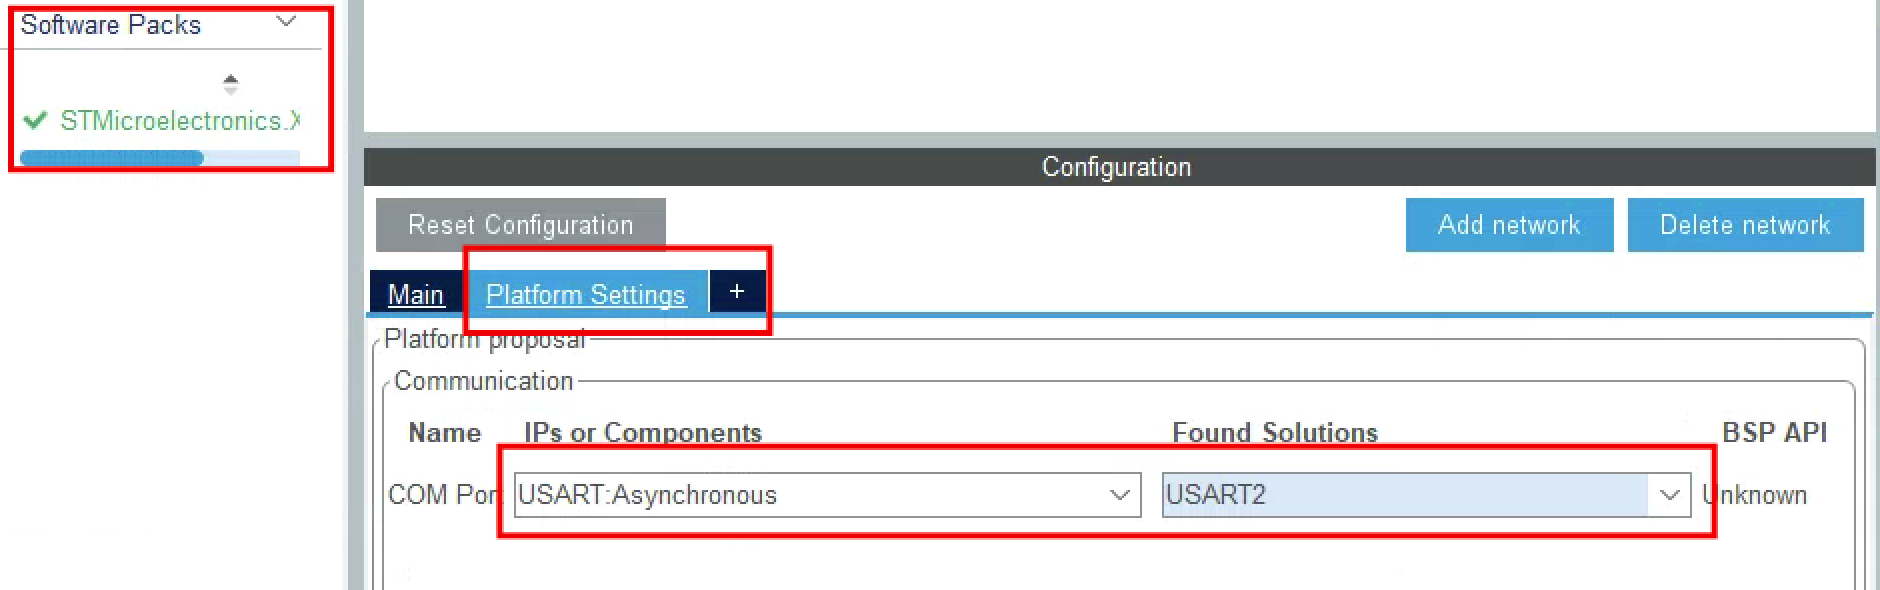 Software Packs
STMicroelectronics.X
Configuration
Reset Configuration
Add network
Delete network
Main
Platform Settings
+
Platform proposal
Communication
Name IPs or Components Found Solutions BSP API
COM Por USART:Asynchronous USART2 Unknown